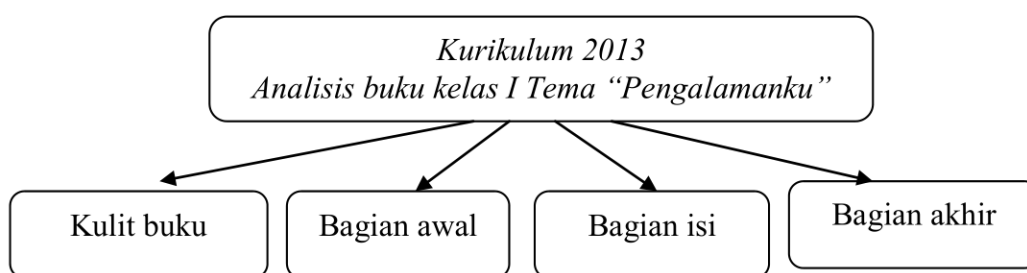 Kurikulum 2013
Analisis buku kelas I Tema “Pengalamanku”
Kulit buku
Bagian awal
Bagian isi
Bagian akhir